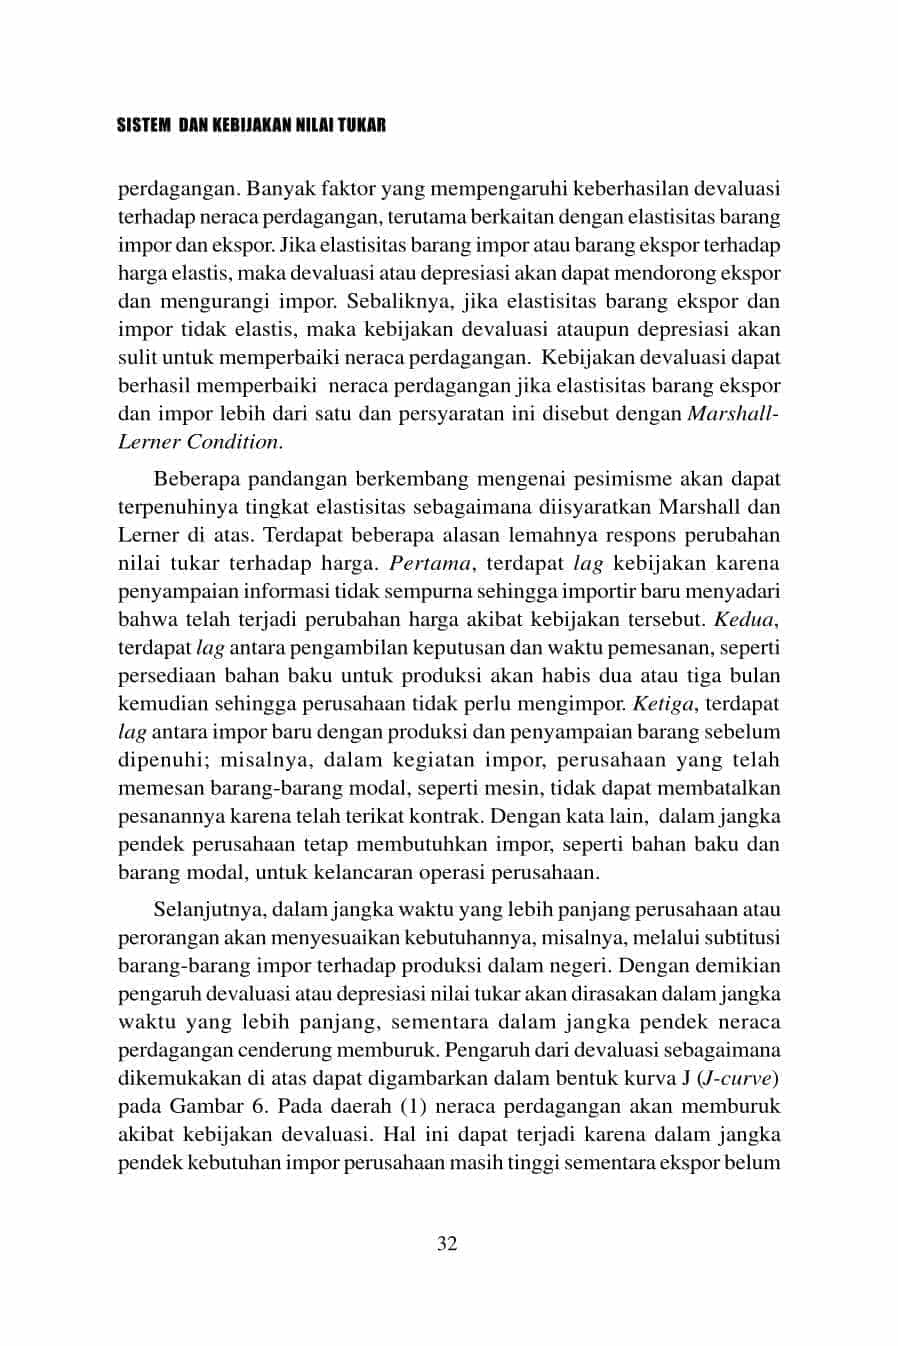 SISTEM DAN KEBIJAKAN NILAI TUKAR
perdagangan. Banyak faktor yang mempengaruhi keberhasilan devaluasi
terhadap neraca perdagangan, terutama berkaitan dengan elastisitas barang
impor dan ekspor. Jika elastisitas barang impor atau barang ekspor terhadap
harga elastis, maka devaluasi atau depresiasi akan dapat mendorong ekspor
dan mengurangi impor. Sebaliknya, jika elastisitas barang ekspor dan
impor tidak elastis, maka kebijakan devaluasi ataupun depresiasi akan
sulit untuk memperbaiki neraca perdagangan. Kebijakan devaluasi dapat
berhasil memperbaiki neraca perdagangan jika elastisitas barang ekspor
dan impor lebih dari satu dan persyaratan ini disebut dengan Marshall-
Lerner Condition.
Beberapa pandangan berkembang mengenai pesimisme akan dapat
terpenuhinya tingkat elastisitas sebagaimana diisyaratkan Marshall dan
Lerner di atas. Terdapat beberapa alasan lemahnya respons perubahan
nilai tukar terhadap harga. Pertama, terdapat lag kebijakan karena
penyampaian informasi tidak sempurna sehingga importir baru menyadari
bahwa telah terjadi perubahan harga akibat kebijakan tersebut. Kedua,
terdapat lag antara pengambilan keputusan dan waktu pemesanan, seperti
persediaan bahan baku untuk produksi akan habis dua atau tiga bulan
kemudian sehingga perusahaan tidak perlu mengimpor. Ketiga, terdapat
lag antara impor baru dengan produksi dan penyampaian barang sebelum
dipenuhi; misalnya, dalam kegiatan impor, perusahaan yang telah
memesan barang-barang modal, seperti mesin, tidak dapat membatalkan
pesanannya karena telah terikat kontrak. Dengan kata lain, dalam jangka
pendek perusahaan tetap membutuhkan impor, seperti bahan baku dan
barang modal, untuk kelancaran operasi perusahaan.
Selanjutnya, dalam jangka waktu yang lebih panjang perusahaan atau
perorangan akan menyesuaikan kebutuhannya, misalnya, melalui subtitusi
barang-barang impor terhadap produksi dalam negeri. Dengan demikian
pengaruh devaluasi atau depresiasi nilai tukar akan dirasakan dalam jangka
waktu yang lebih panjang, sementara dalam jangka pendek neraca
perdagangan cenderung memburuk. Pengaruh dari devaluasi sebagaimana
dikemukakan di atas dapat digambarkan dalam bentuk kurva J (J-curve)
pada Gambar 6. Pada daerah (1) neraca perdagangan akan memburuk
akibat kebijakan devaluasi. Hal ini dapat terjadi karena dalam jangka
pendek kebutuhan impor perusahaan masih tinggi sementara ekspor belum
32